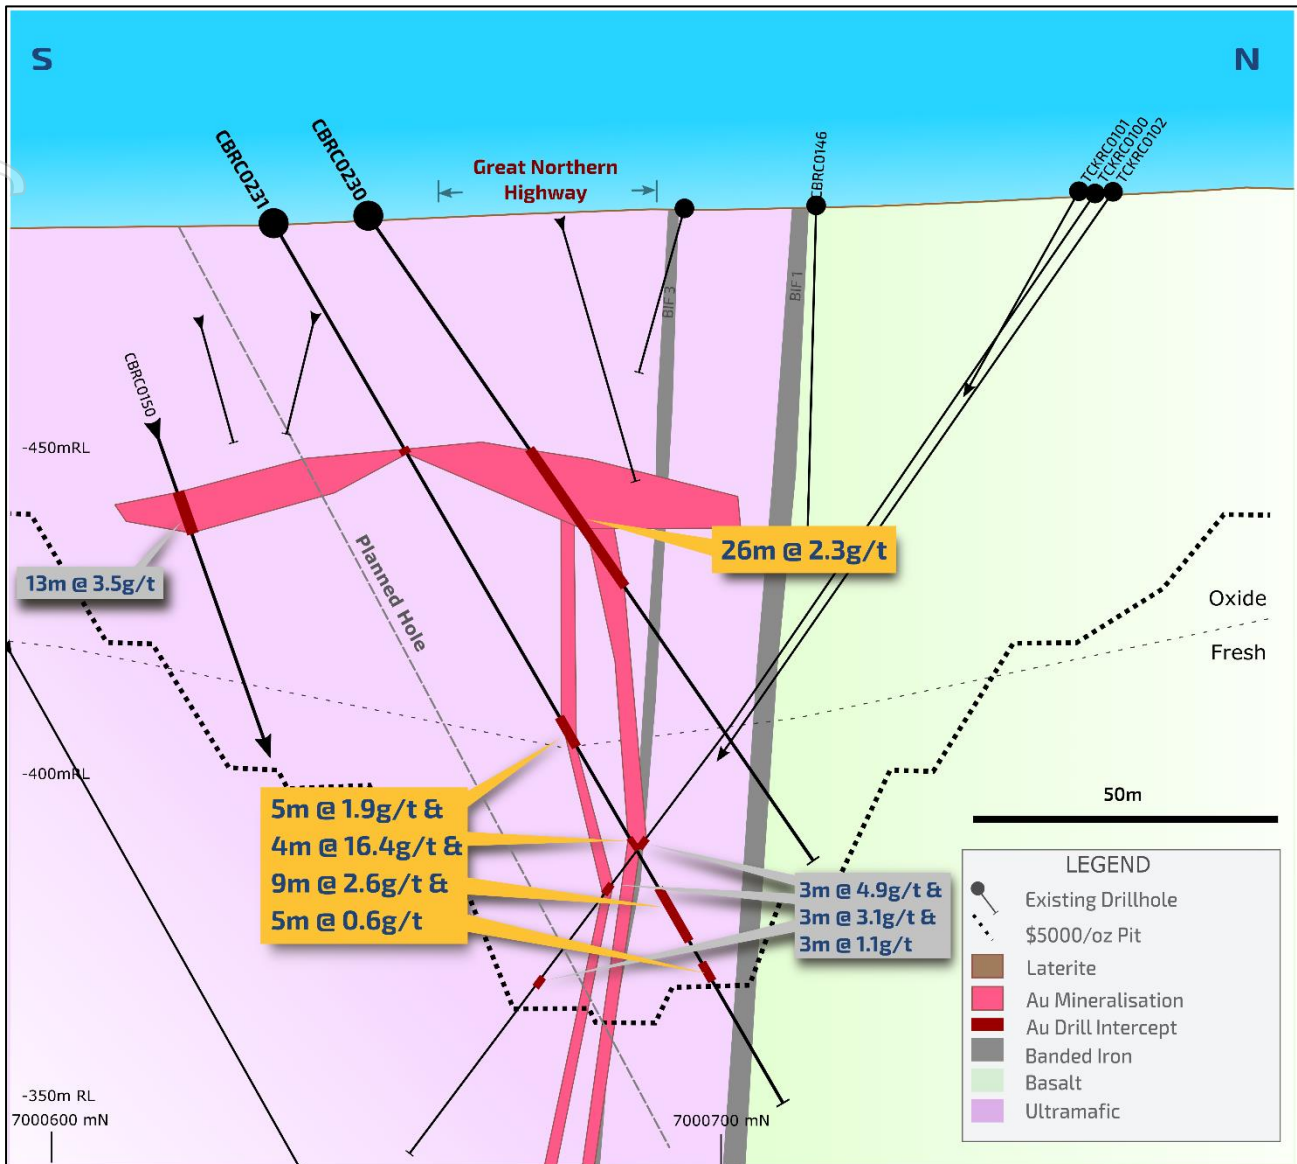 S
N
CBRC0231
CBRC0230
Great Northern
Highway
CBRC0146
TCKRC0101
TCKRC0100
TCKRC0102
BIF 3
BIF 1
CBRC0150
-450mRL
Planned Hole
26m @ 2.3g/t
13m @ 3.5g/t
Oxide
Fresh
-400mRL
5m @ 1.9g/t &
4m @ 16.4g/t &
9m @ 2.6g/t &
5m @ 0.6g/t
50m
3m @ 4.9g/t &
3m @ 3.1g/t &
3m @ 1.1g/t
LEGEND
Existing Drillhole
$5000/oz Pit
Laterite
Au Mineralisation
Au Drill Intercept
Banded Iron
Basalt
Ultramafic
-350m RL
7000600 mN
7000700 mN